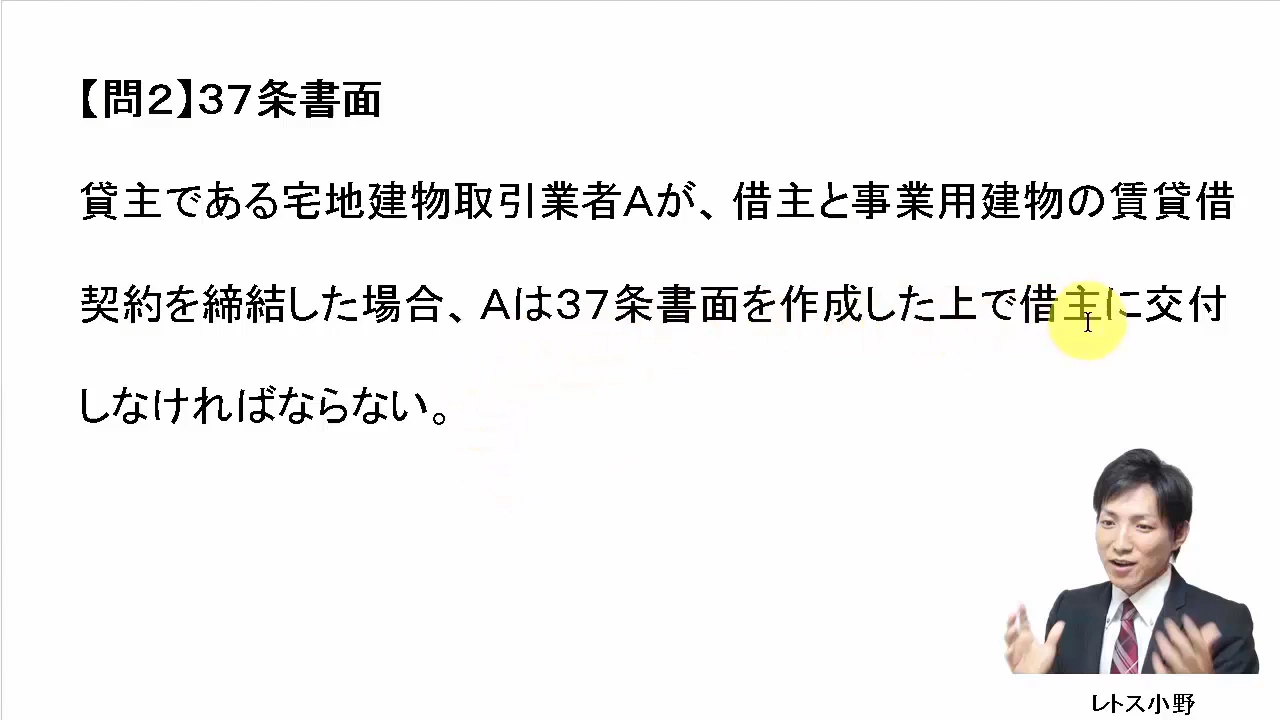 【問２】３７条書面
貸主である宅地建物取引業者Ａが、借主と事業用建物の賃貸借
契約を締結した場合、Ａは３７条書面を作成した上で借主に交付
しなければならない。
レトス小野